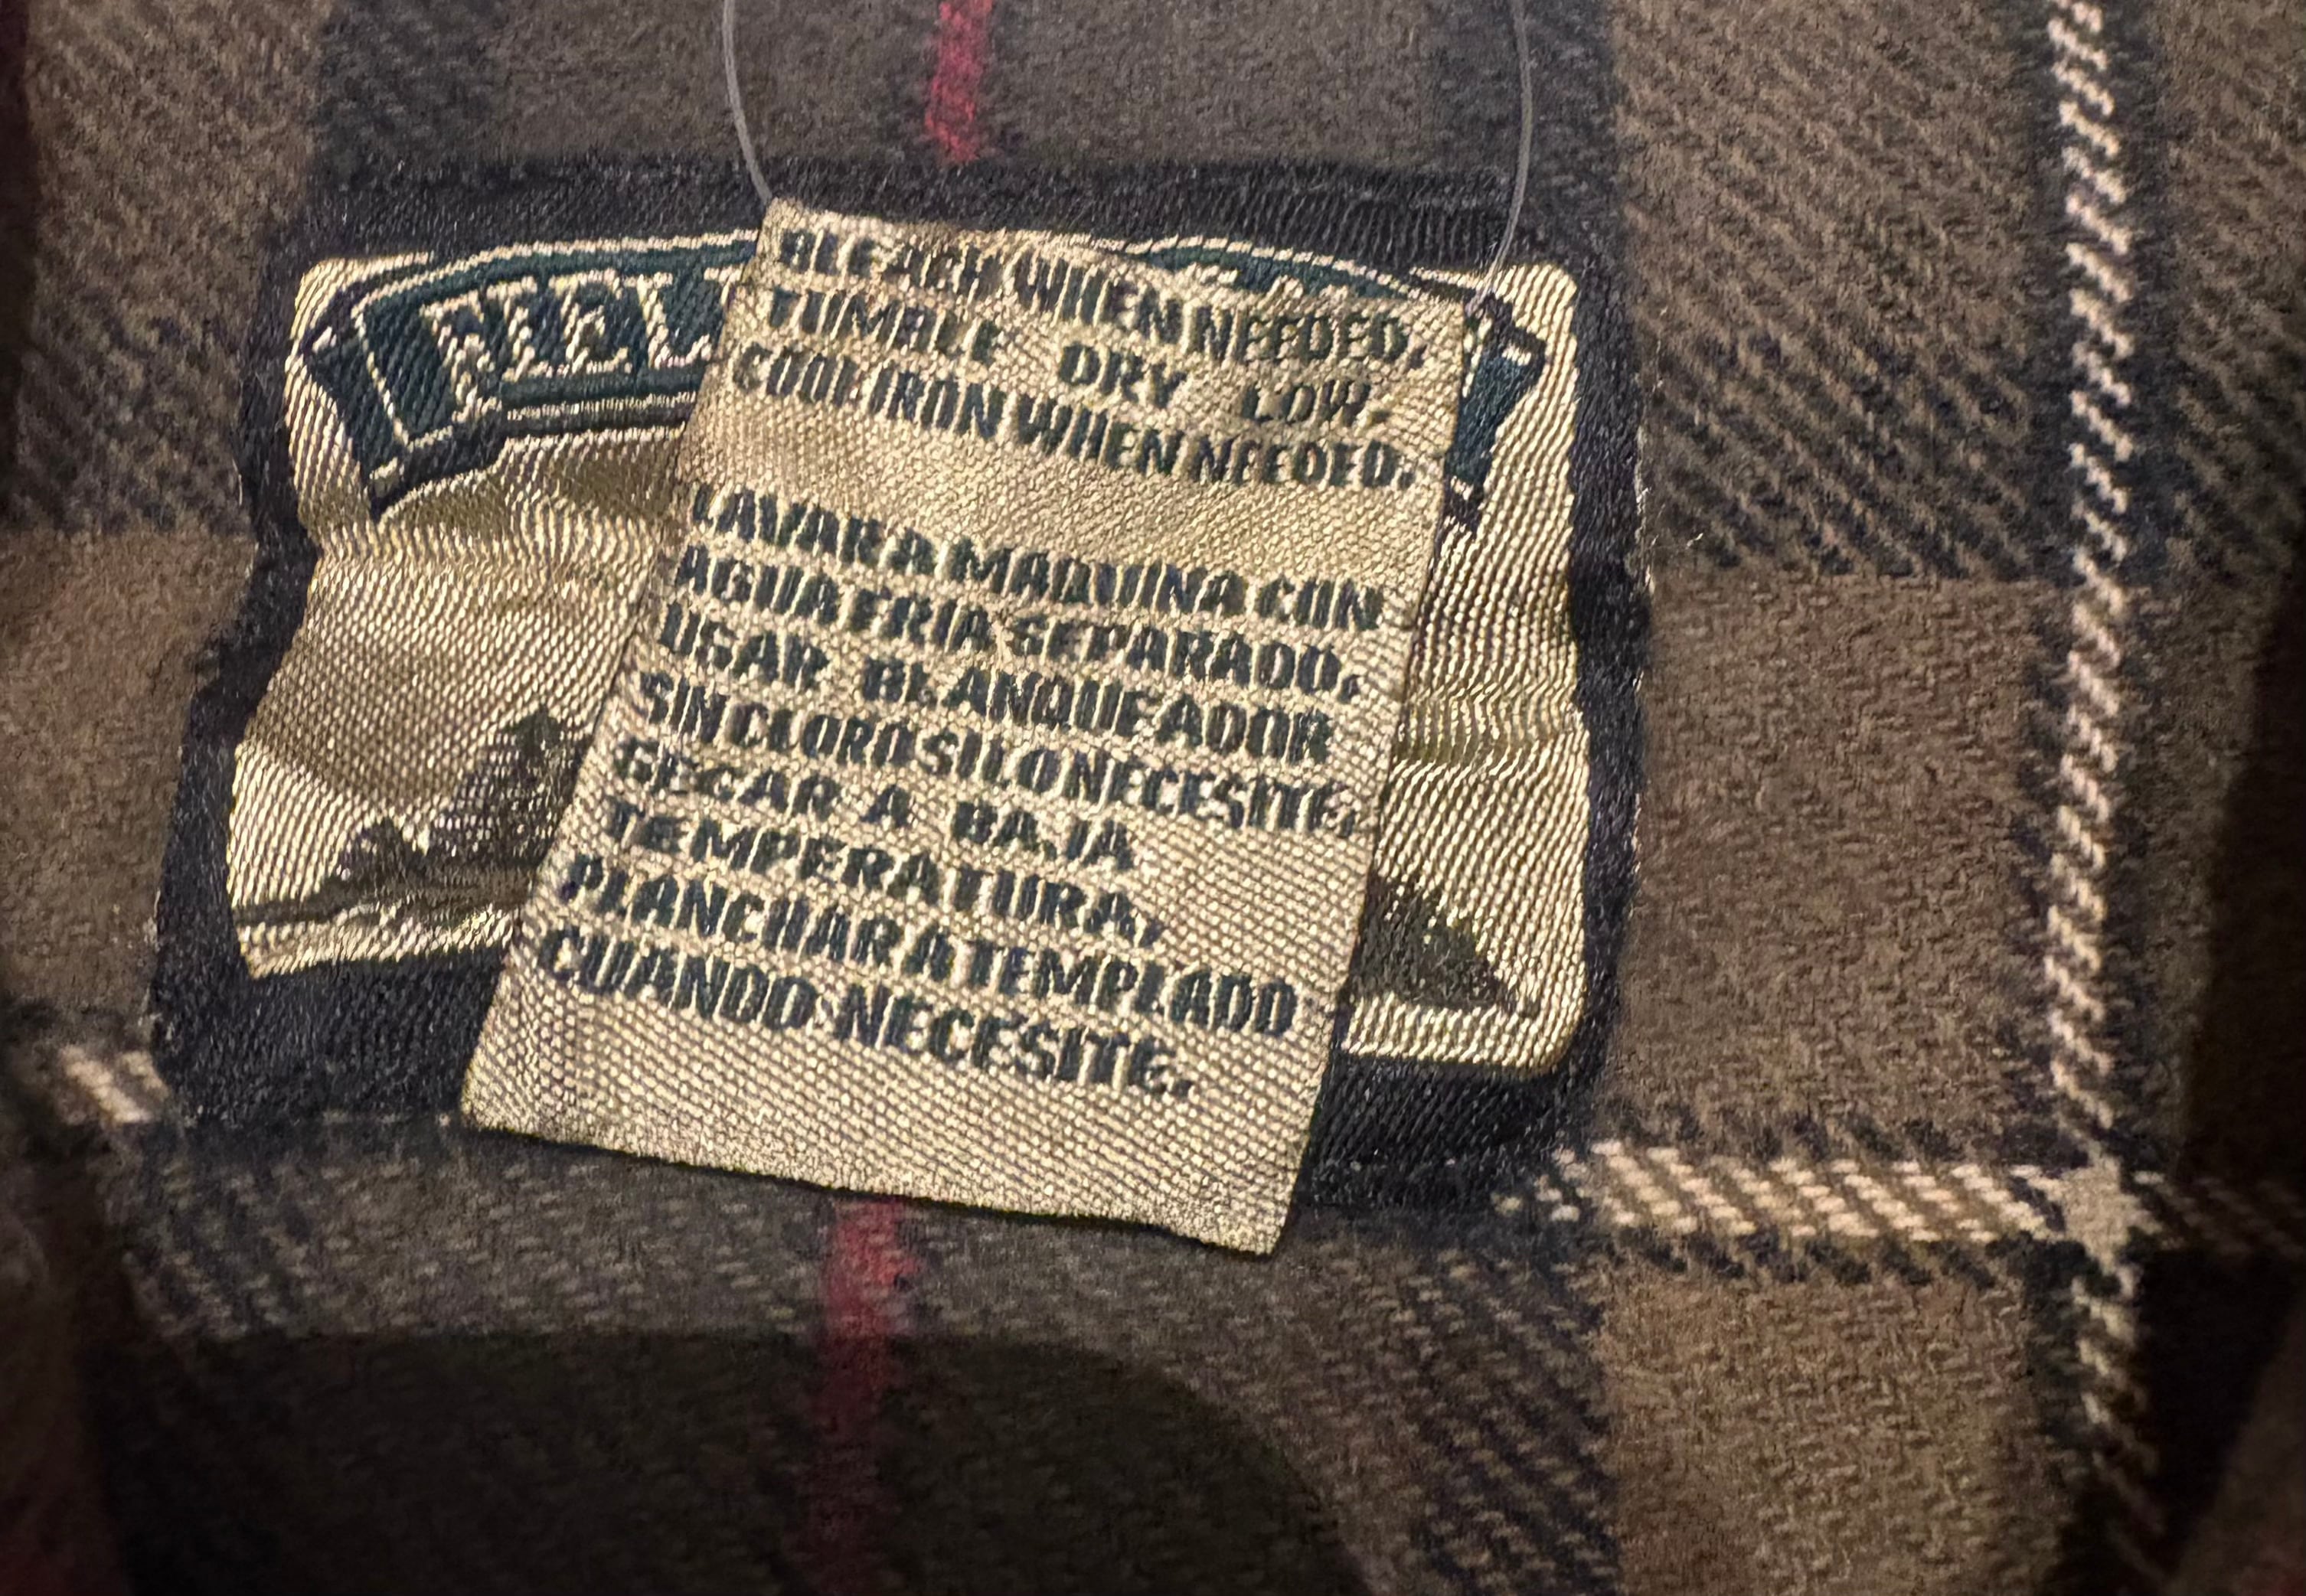 FIEL
BLEACH WHEN NEEDED.
TUMBLE DRY LOW.
COOL IRON WHEN NEEDED.
LAVAR A MAQUINA CON
AGUA FRIA SEPARADO,
USAR BLANQUEADOR
SIN CLORO SI LO NECESITE,
SECAR A BAJA
TEMPERATURA,
PLANCHAR A TEMPLADO
CUANDO NECESITE.